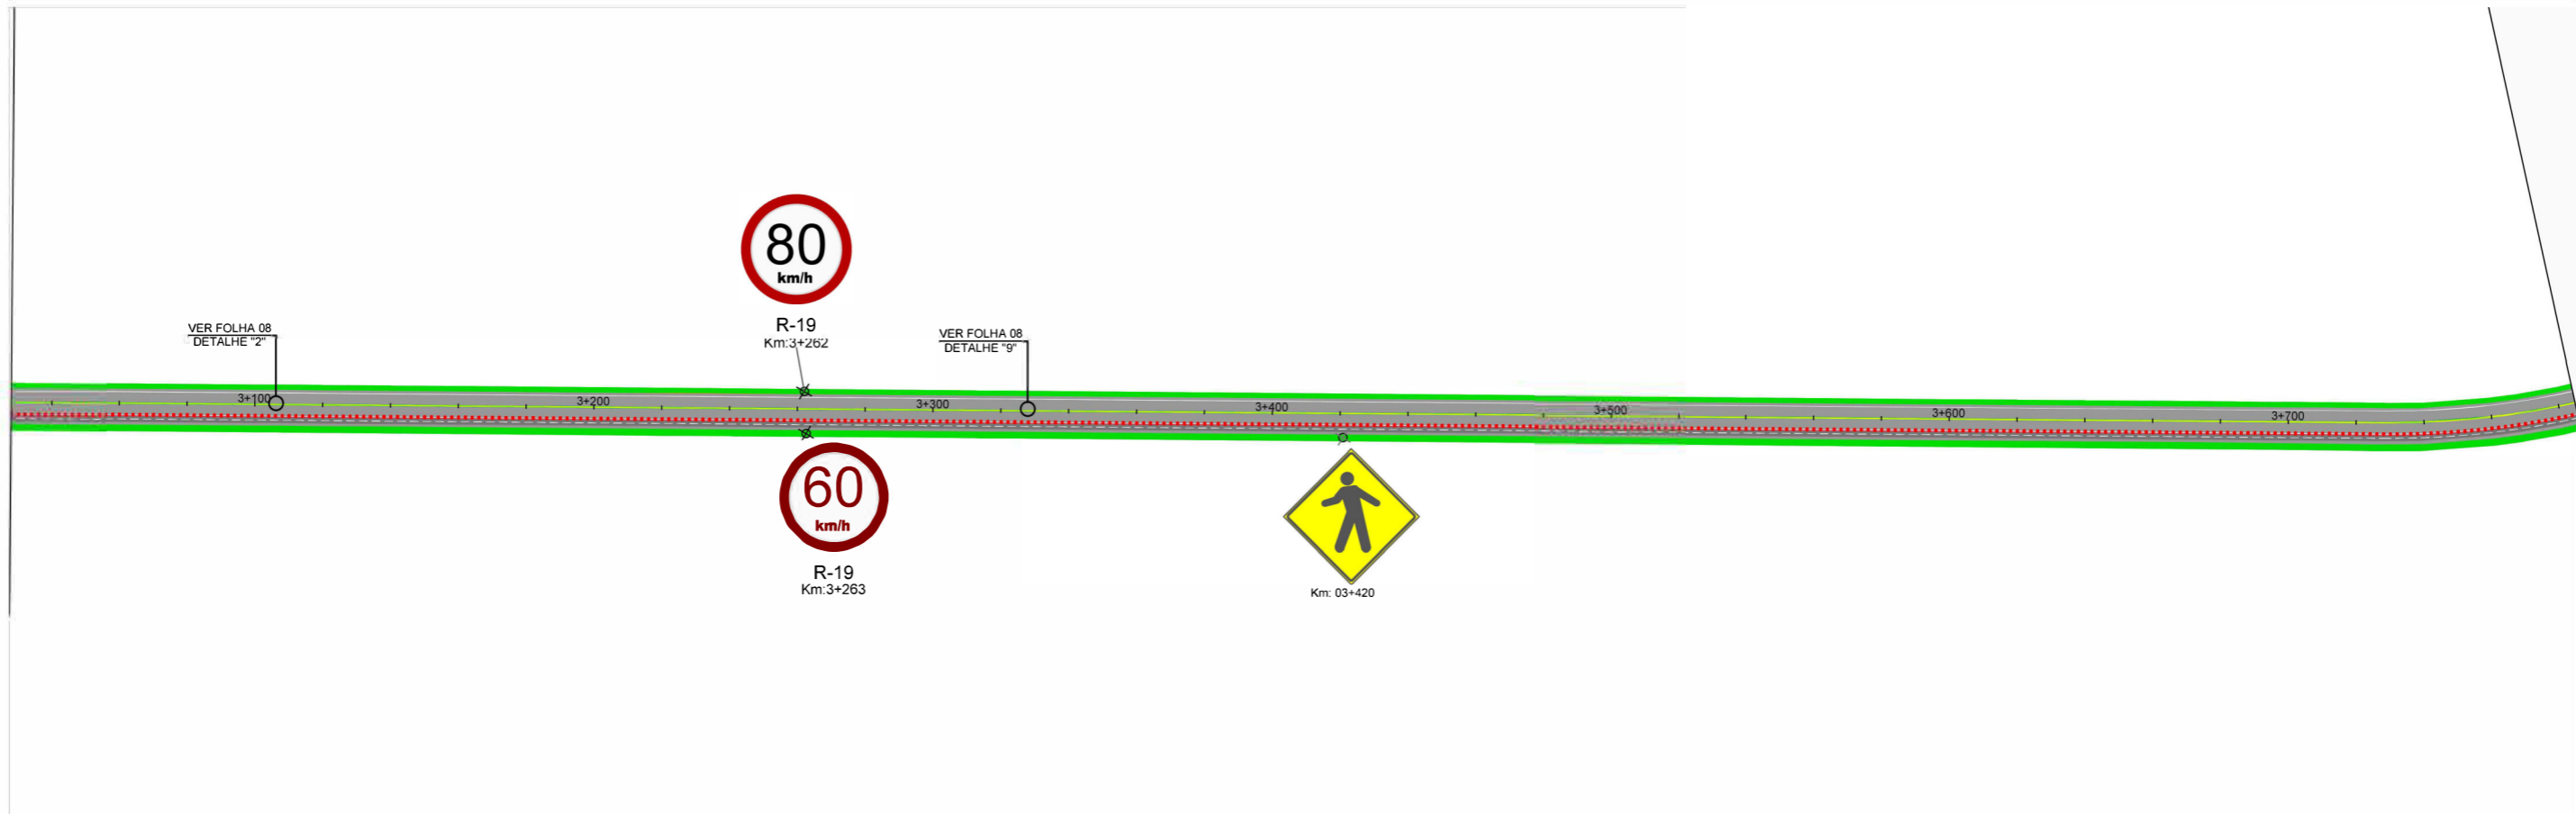 80
km/h
R-19
Km:3+262
VER FOLHA 08
DETALHE "2"
VER FOLHA 08
DETALHE "9"
3+100
3+200
3+300
3+400
3+500
3+600
3+700
60
km/h
R-19
Km:3+263
Km: 03+420